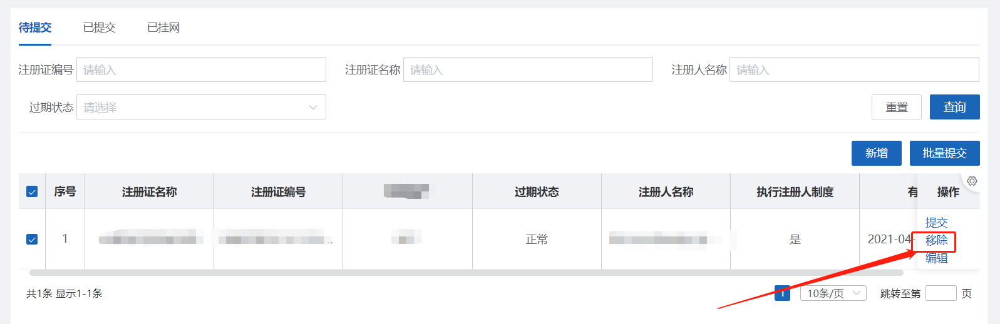 待提交 已提交 已挂网
注册证编号 请输入 注册证名称 请输入 注册人名称 请输入
过期状态 请选择 重置 查询
新增 批量提交
序号 注册证名称 注册证编号 过期状态 注册人名称 执行注册人制度 有 操作
提交
1 .. 正常 是 2021-04-
移除
编辑
共1条 显示1-1条 1 10条/页 跳转至第 页